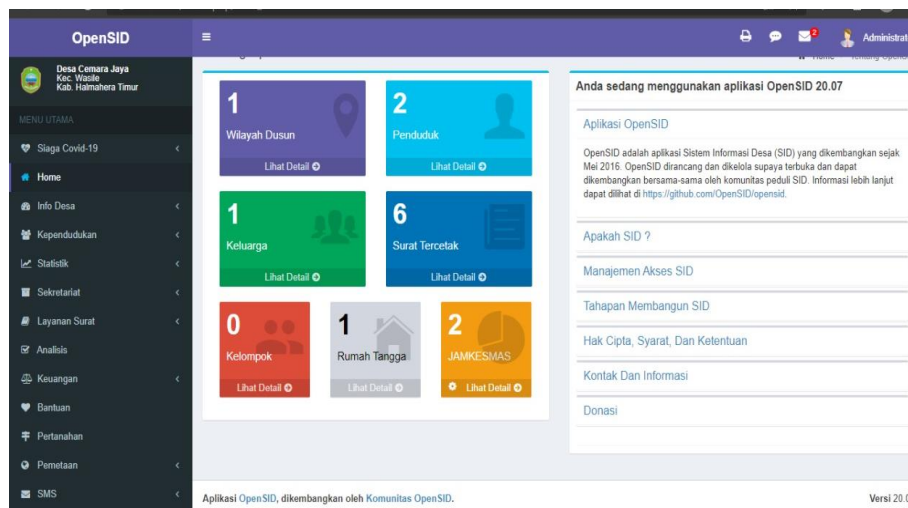 OpenSID
2
Administrat
Desa Cemara Jaya
Kec. Wasile
Kab. Halmahera Timur
MENU UTAMA
Siaga Covid-19
Home
Info Desa
Kependudukan
Statistik
Sekretariat
Layanan Surat
Analisis
Keuangan
Bantuan
Pertanahan
Pemetaan
SMS
1
Wilayah Dusun
Lihat Detail
2
Penduduk
Lihat Detail
1
Keluarga
Lihat Detail
6
Surat Tercetak
Lihat Detail
0
Kelompok
Lihat Detail
1
Rumah Tangga
Lihat Detail
2
JAMKESMAS
Lihat Detail
Anda sedang menggunakan aplikasi OpenSID 20.07
Aplikasi OpenSID
OpenSID adalah aplikasi Sistem Informasi Desa (SID) yang dikembangkan sejak
Mei 2016. OpenSID dirancang dan dikelola supaya terbuka dan dapat
dikembangkan bersama-sama oleh komunitas peduli SID. Informasi lebih lanjut
dapat dilihat di https://github.com/OpenSID/opensid.
Apakah SID ?
Manajemen Akses SID
Tahapan Membangun SID
Hak Cipta, Syarat, Dan Ketentuan
Kontak Dan Informasi
Donasi
Aplikasi OpenSID, dikembangkan oleh Komunitas OpenSID.
Versi 20.0